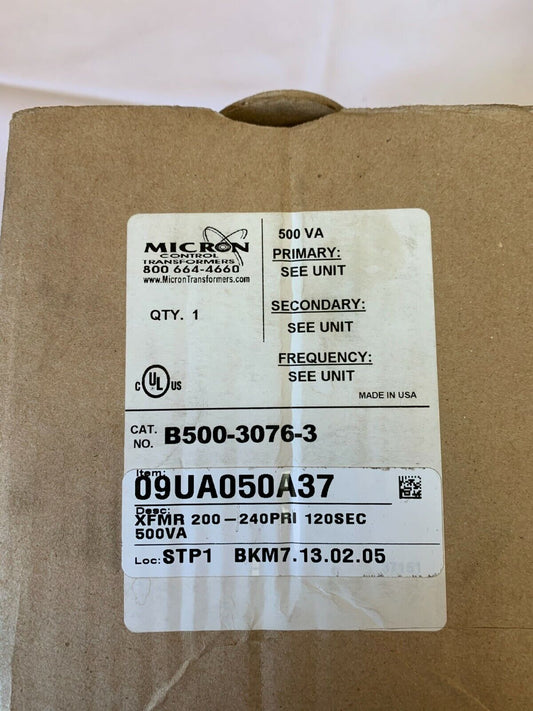 MICRON
CONTROL
TRANSFORMERS
800 664-4660
www.MicronTransformers.com
QTY. 1
500 VA
PRIMARY:
SEE UNIT
SECONDARY:
SEE UNIT
FREQUENCY:
SEE UNIT
C UL US
MADE IN USA
CAT. NO. B500-3076-3
Item:
09UA050A37
Desc:
XFMR 200-240PRI 120SEC
500VA
Loc: STP1 BKM7.13.02.05